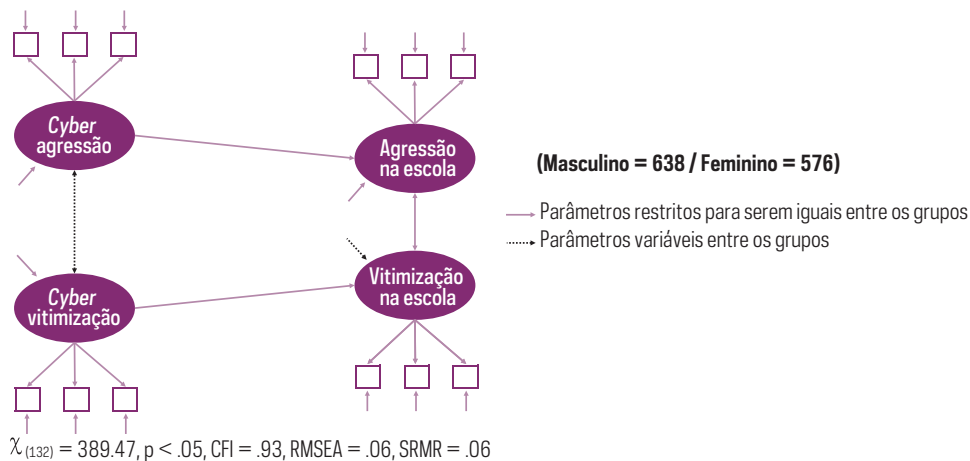 Cyber
agressão
Agressão
na escola
(Masculino = 638 / Feminino = 576)
Parâmetros restritos para serem iguais entre os grupos
Parâmetros variáveis entre os grupos
Cyber
vitimização
Vitimização
na escola
χ (132) = 389.47, p < .05, CFI = .93, RMSEA = .06, SRMR = .06